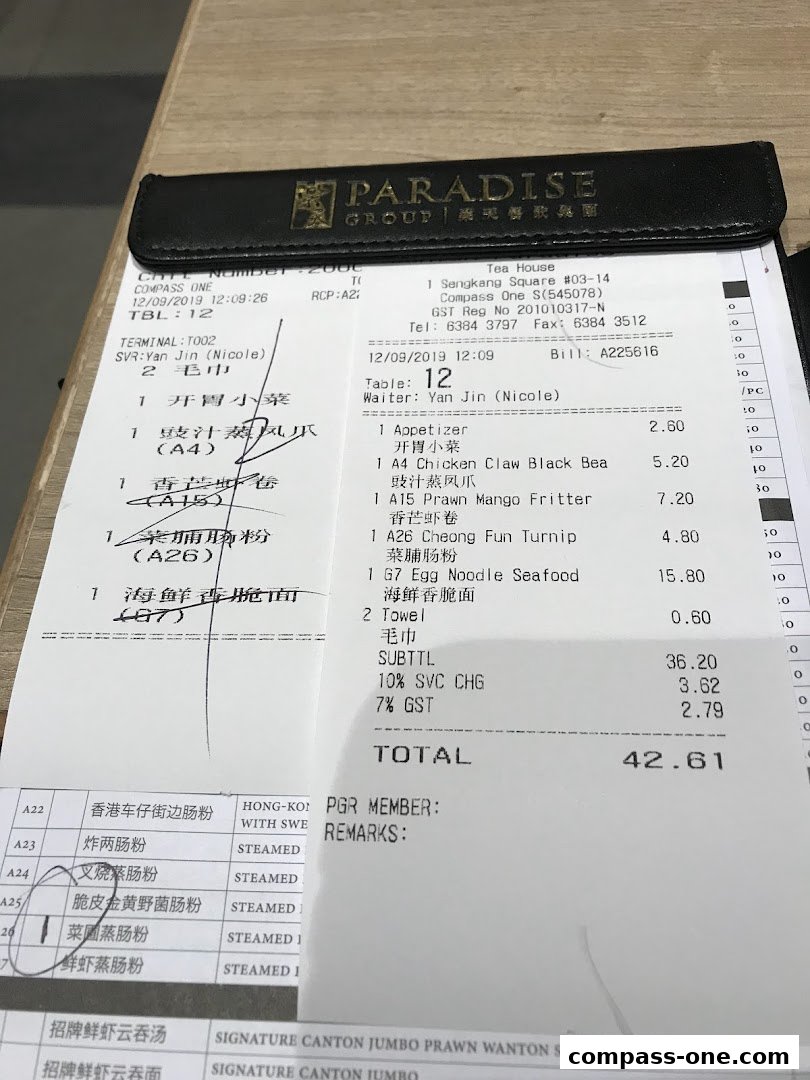 PARADISE
GROUP
COMPASS ONE
12/09/2019 12:09:26
RCP:A22
TBL:12
TERMINAL:T002
SVR:Yan Jin (Nicole)
2 毛巾
1 开胃小菜
1 豉汁蒸凤爪
(A4)
1 香芒虾卷
(A15)
1 菜脯肠粉
(A26)
1 海鲜香脆面
(G7)
Tea House
1 Sengkang Square #03-14
Compass One S(545078)
GST Reg No 201010317-N
Tel: 6384 3797 Fax: 6384 3512
12/09/2019 12:09 Bill: A225616
Table: 12
Waiter: Yan Jin (Nicole)
1 Appetizer 2.60
开胃小菜
1 A4 Chicken Claw Black Bea 5.20
豉汁蒸凤爪
1 A15 Prawn Mango Fritter 7.20
香芒虾卷
1 A26 Cheong Fun Turnip 4.80
菜脯肠粉
1 G7 Egg Noodle Seafood 15.80
海鲜香脆面
2 Towel 0.60
毛巾
SUBTTL 36.20
10% SVC CHG 3.62
7% GST 2.79
TOTAL 42.61
PGR MEMBER:
REMARKS:
/PC
A22 香港车仔街边肠粉 HONG-KON
WITH SWE
A23 炸两肠粉 STEAMED
A24 叉烧蒸肠粉 STEAMED
A25 脆皮金黄野菌肠粉 STEAMED
26 1 菜圃蒸肠粉 STEAMED
7 鲜虾蒸肠粉 STEAMED
招牌鲜虾云吞汤 SIGNATURE CANTON JUMBO PRAWN WANTON S
招牌鲜虾云吞面 SIGNATURE CANTON JUMBO
compass-one.com